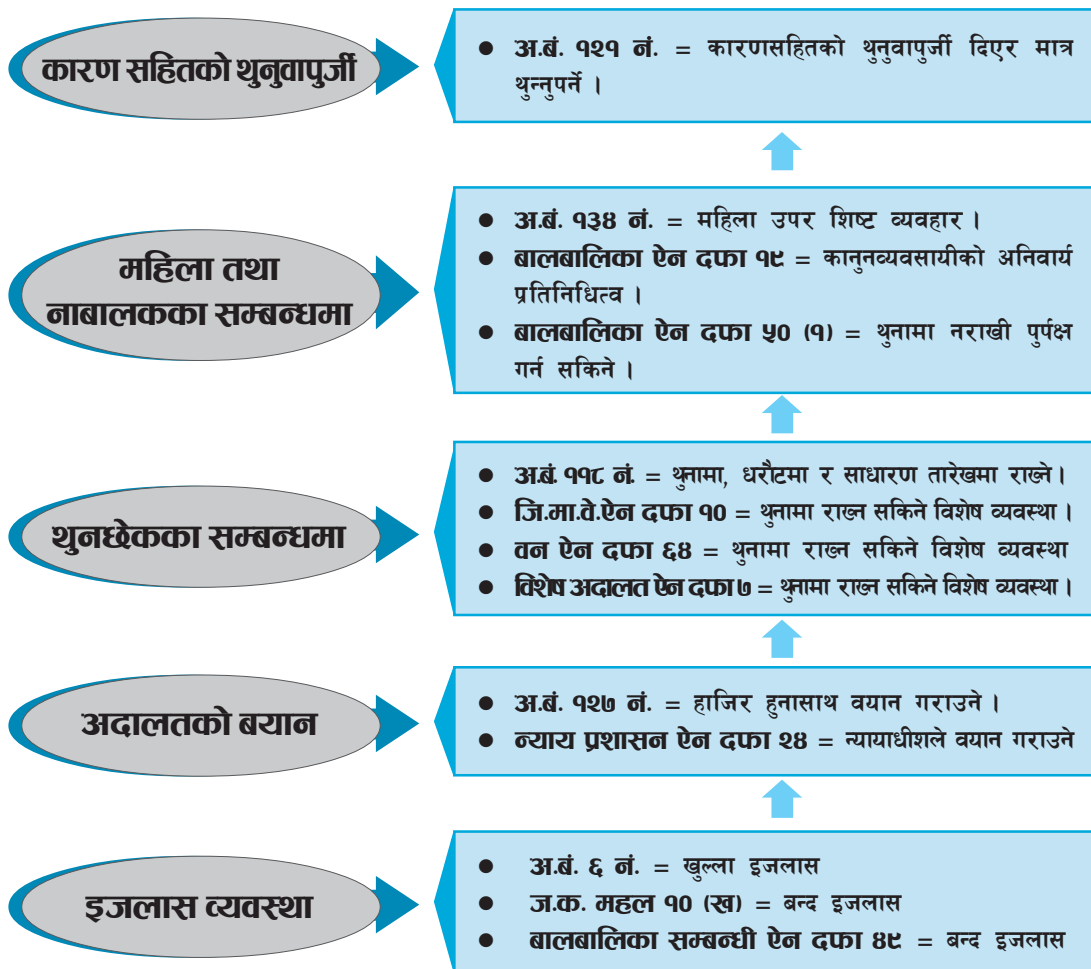 कारण सहितको थुनुवापुर्जी
● अ.बं. १२१ नं. = कारणसहितको थुनुवापुर्जी दिएर मात्र
थुन्नुपर्ने ।
महिला तथा
नाबालकका सम्बन्धमा
● अ.बं. १३४ नं. = महिला उपर शिष्ट व्यवहार ।
● बालबालिका ऐन दफा १९ = कानुनव्यवसायीको अनिवार्य
प्रतिनिधित्व ।
● बालबालिका ऐन दफा ५० (१) = थुनामा नराखी पुर्पक्ष
गर्न सकिने ।
थुनछेकका सम्बन्धमा
● अ.बं. ११८ नं. = थुनामा, धरौटमा र साधारण तारेखमा राख्ने।
● जि.मा.वे.ऐन दफा १० = थुनामा राख्न सकिने विशेष व्यवस्था।
● वन ऐन दफा ६४ = थुनामा राख्न सकिने विशेष व्यवस्था
● विशेष अदालत ऐन दफा ७ = थुनामा राख्न सकिने विशेष व्यवस्था।
अदालतको बयान
● अ.बं. १२७ नं. = हाजिर हुनासाथ वयान गराउने ।
● न्याय प्रशासन ऐन दफा २४ = न्यायाधीशले वयान गराउने
इजलास व्यवस्था
● अ.बं. ६ नं. = खुल्ला इजलास
● ज.क. महल १० (ख) = बन्द इजलास
● बालबालिका सम्बन्धी ऐन दफा ४९ = बन्द इजलास